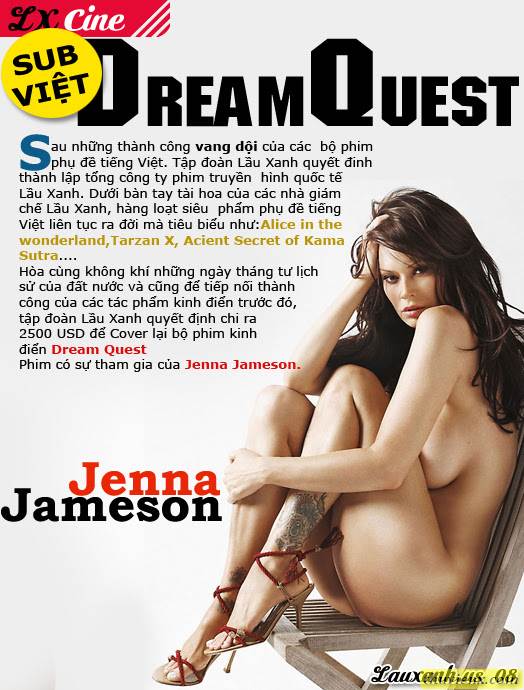 LX Cine
SUB
VIỆT
DREAMQUEST
Sau những thành công vang dội của các bộ phim
phụ đề tiếng Việt. Tập đoàn Lầu Xanh quyết đinh
thành lập tổng công ty phim truyền hình quốc tế
Lầu Xanh. Dưới bàn tay tài hoa của các nhà giám
chế Lầu Xanh, hàng loạt siêu phẩm phụ đề tiếng
Việt liên tục ra đời mà tiêu biểu như:Alice in the
wonderland,Tarzan X, Acient Secret of Kama
Sutra....
Hòa cùng không khí những ngày tháng tư lịch
sử của đất nước và cũng để tiếp nối thành
công của các tác phẩm kinh điển trước đó,
tập đoàn Lầu Xanh quyết định chi ra
2500 USD để Cover lại bộ phim kinh
điển Dream Quest
Phim có sự tham gia của Jenna Jameson.
Jenna
Jameson